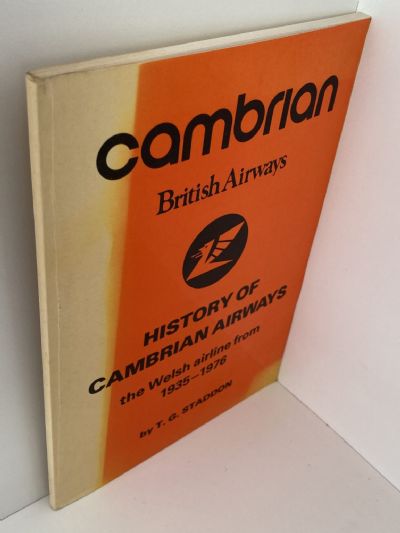 cambrian
British Airways
HISTORY OF
CAMBRIAN AIRWAYS
the Welsh airline from
1935–1976
by T. G. STADDON